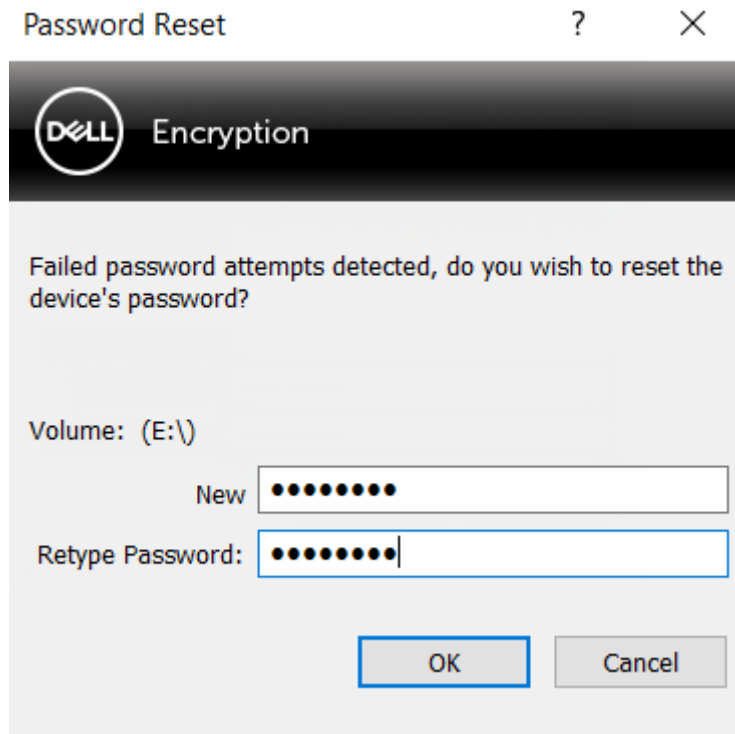 Password Reset ? ×
DELL Encryption
Failed password attempts detected, do you wish to reset the
device's password?
Volume: (E:\)
New ●●●●●●●●
Retype Password: ●●●●●●●●
OK Cancel